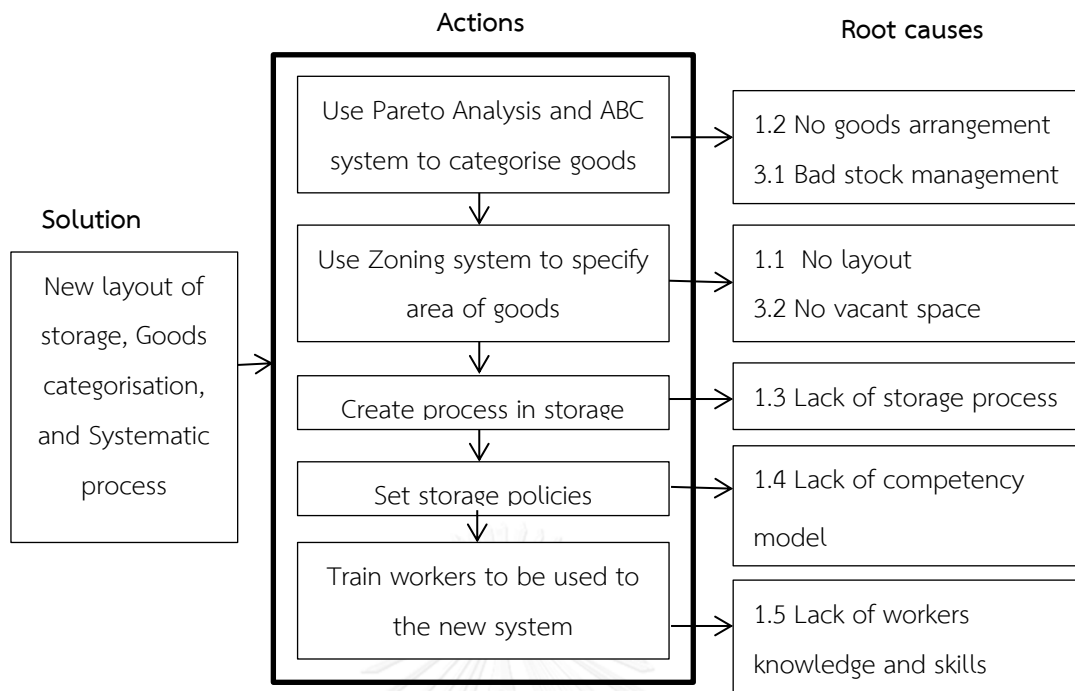 Actions
Root causes
Solution
New layout of
storage, Goods
categorisation,
and Systematic
process
Use Pareto Analysis and ABC
system to categorise goods
Use Zoning system to specify
area of goods
Create process in storage
Set storage policies
Train workers to be used to
the new system
1.2 No goods arrangement
3.1 Bad stock management
1.1 No layout
3.2 No vacant space
1.3 Lack of storage process
1.4 Lack of competency
model
1.5 Lack of workers
knowledge and skills